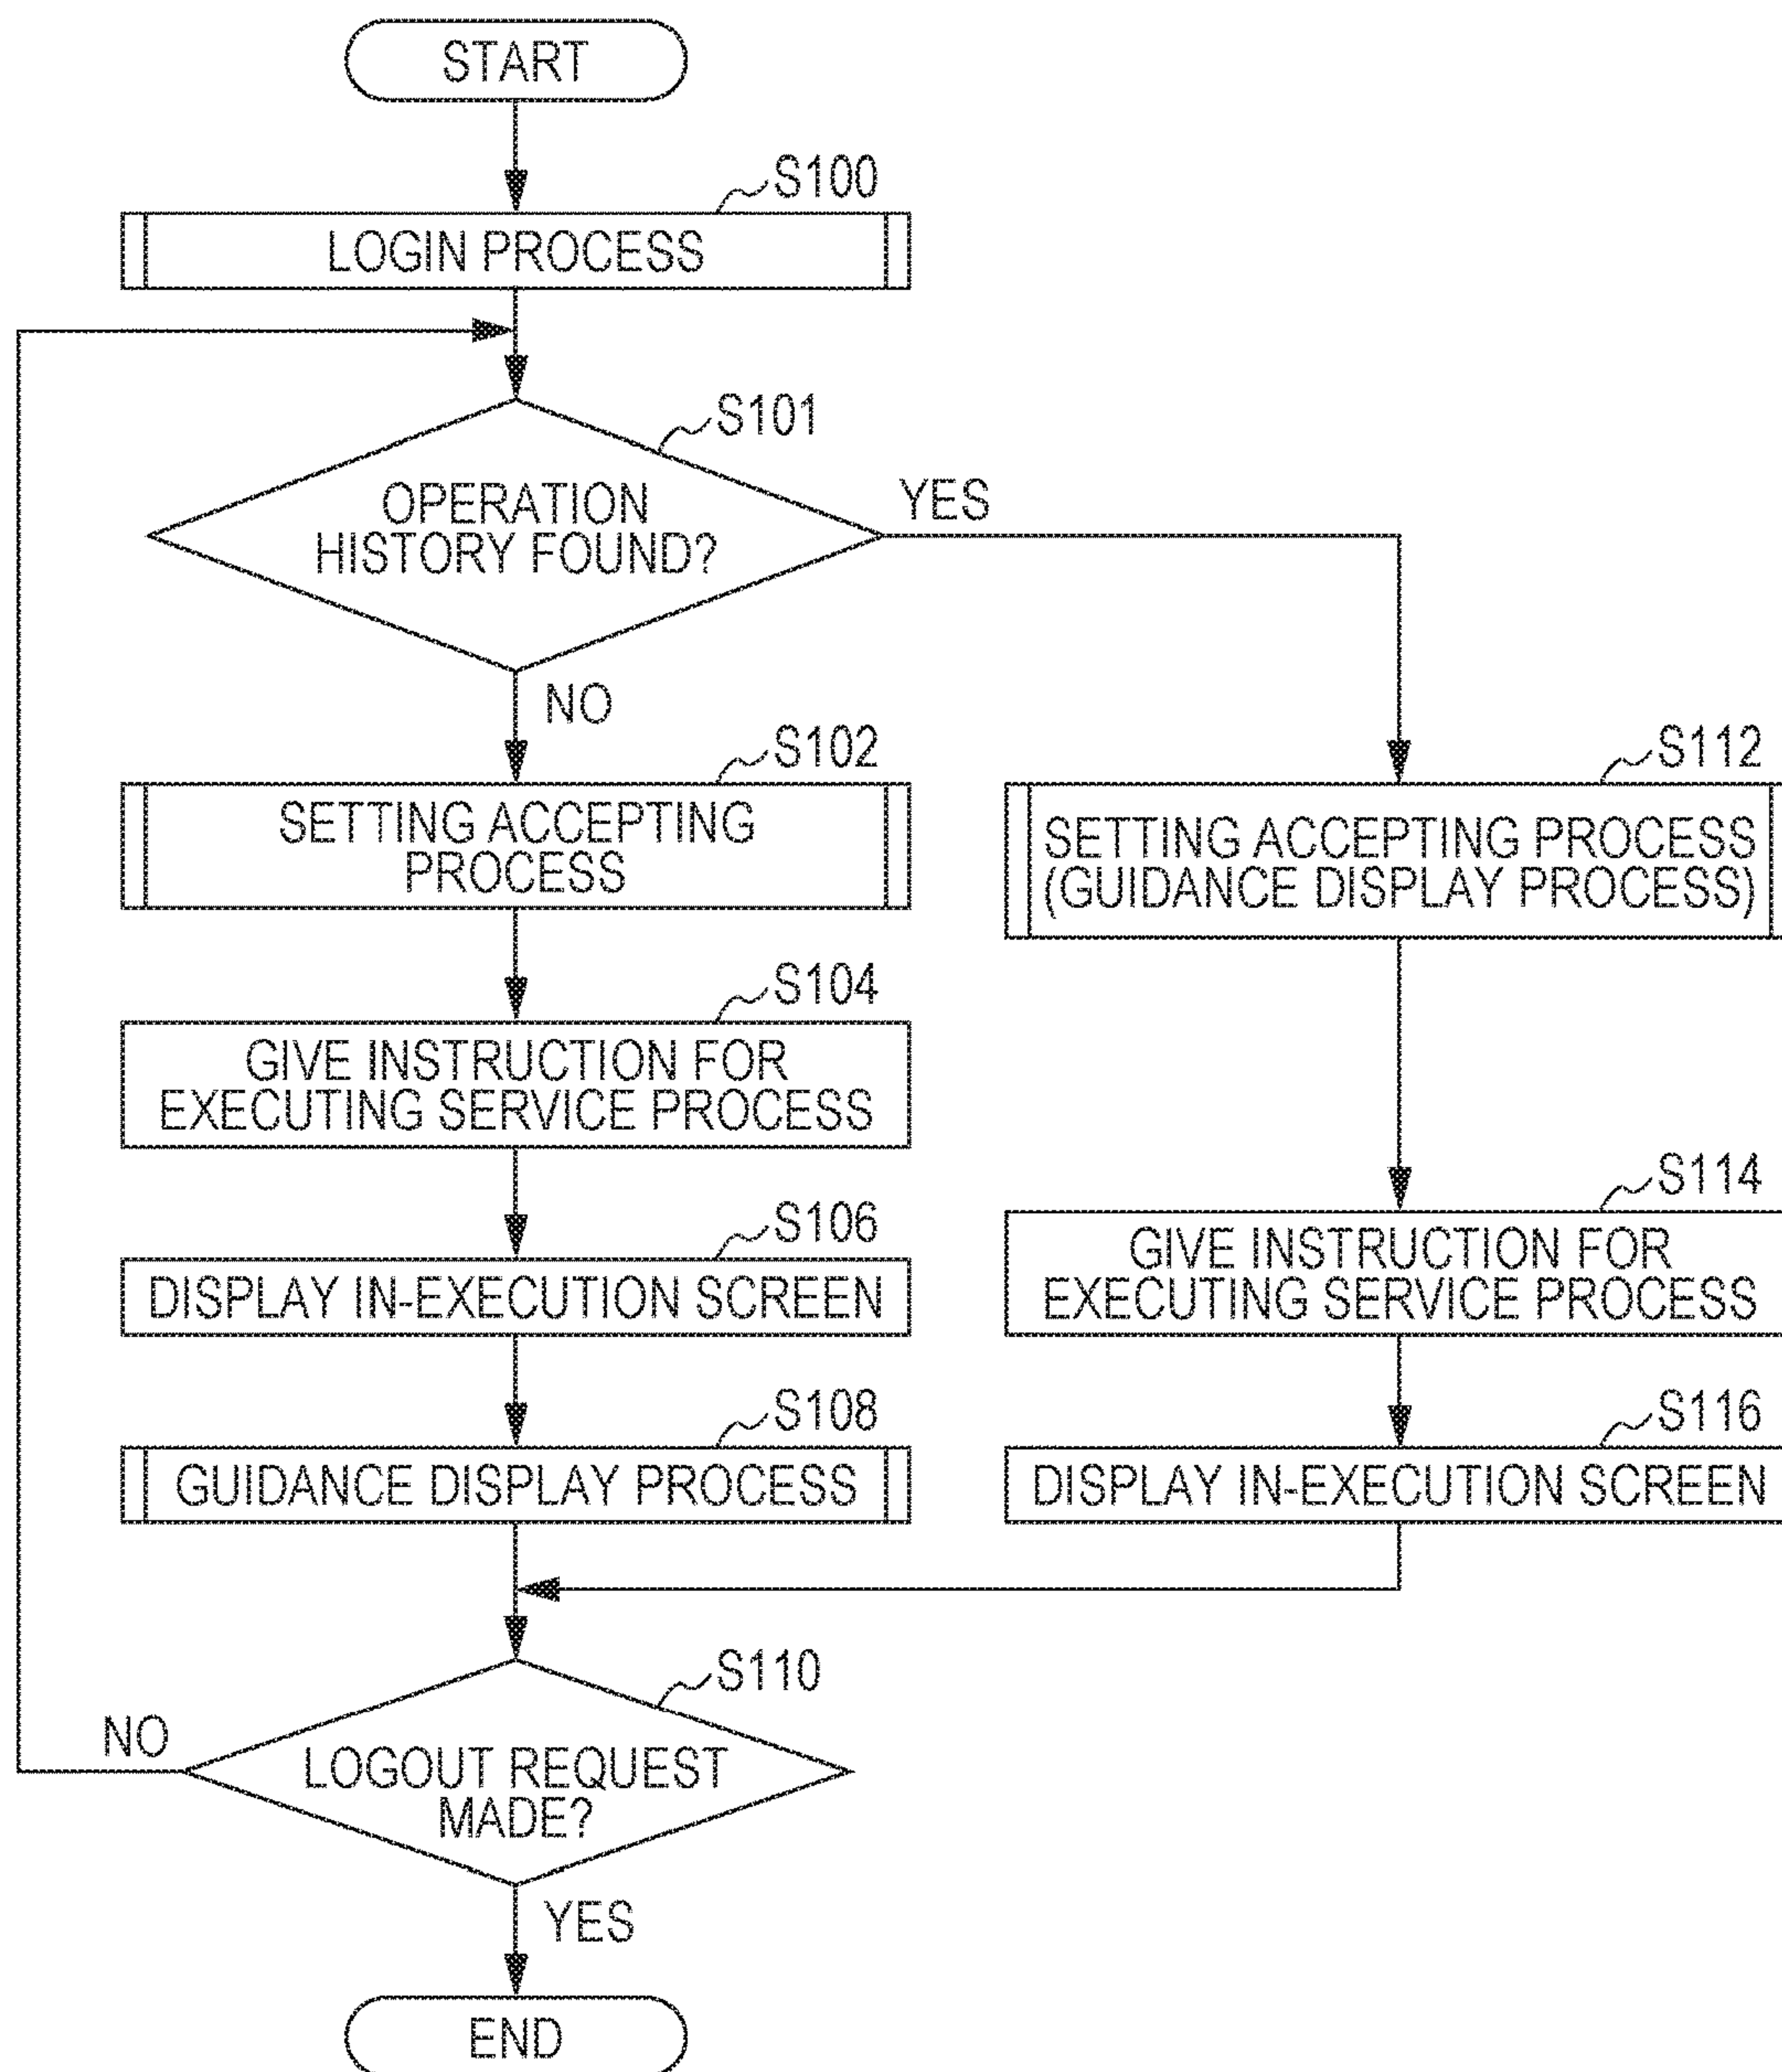 START
S100
LOGIN PROCESS
S101
OPERATION
HISTORY FOUND?
YES
NO
S102
SETTING ACCEPTING
PROCESS
S112
SETTING ACCEPTING PROCESS
(GUIDANCE DISPLAY PROCESS)
S104
GIVE INSTRUCTION FOR
EXECUTING SERVICE PROCESS
S114
GIVE INSTRUCTION FOR
EXECUTING SERVICE PROCESS
S106
DISPLAY IN-EXECUTION SCREEN
S108
GUIDANCE DISPLAY PROCESS
S116
DISPLAY IN-EXECUTION SCREEN
S110
LOGOUT REQUEST
MADE?
NO
YES
END